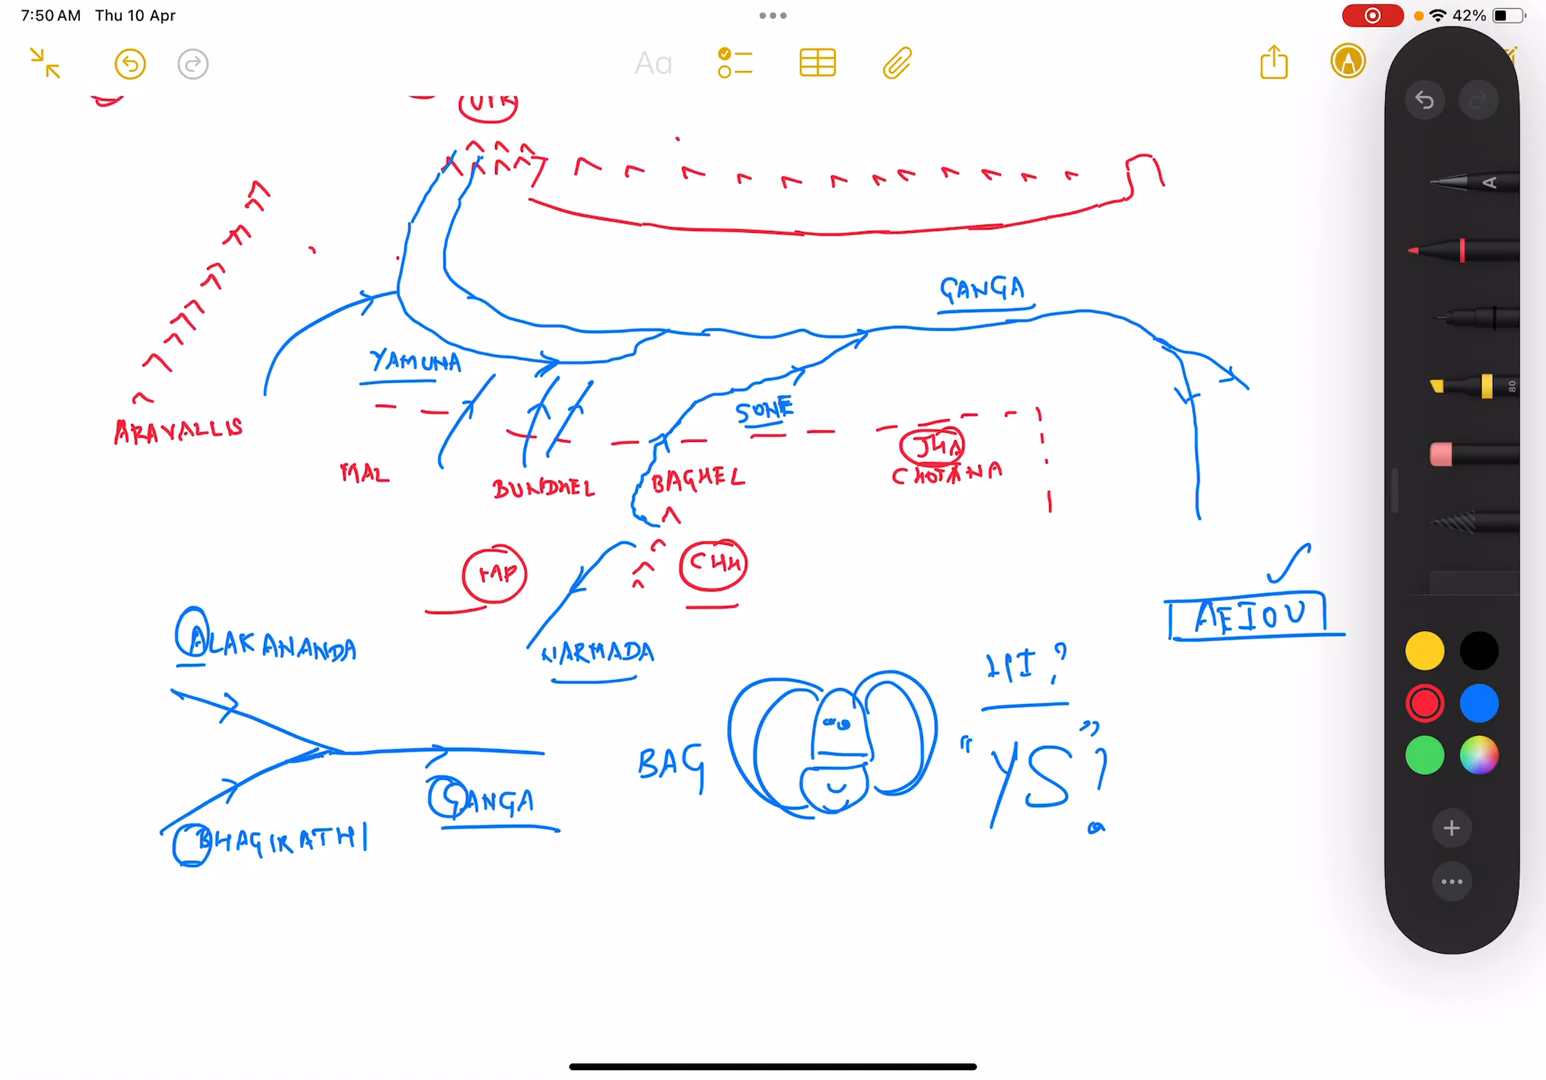 7:50 AM Thu 10 Apr
42%
Aa
UTK
GANGA
YAMUNA
SONE
ARAVALLIS
JHA
MAL
BUNDHEL
BAGHEL
CHOTANA
MP
CHH
AEIOU
ALAKANANDA
NARMADA
BAG
"YS"?
GANGA
BHAGIRATHI
A
80